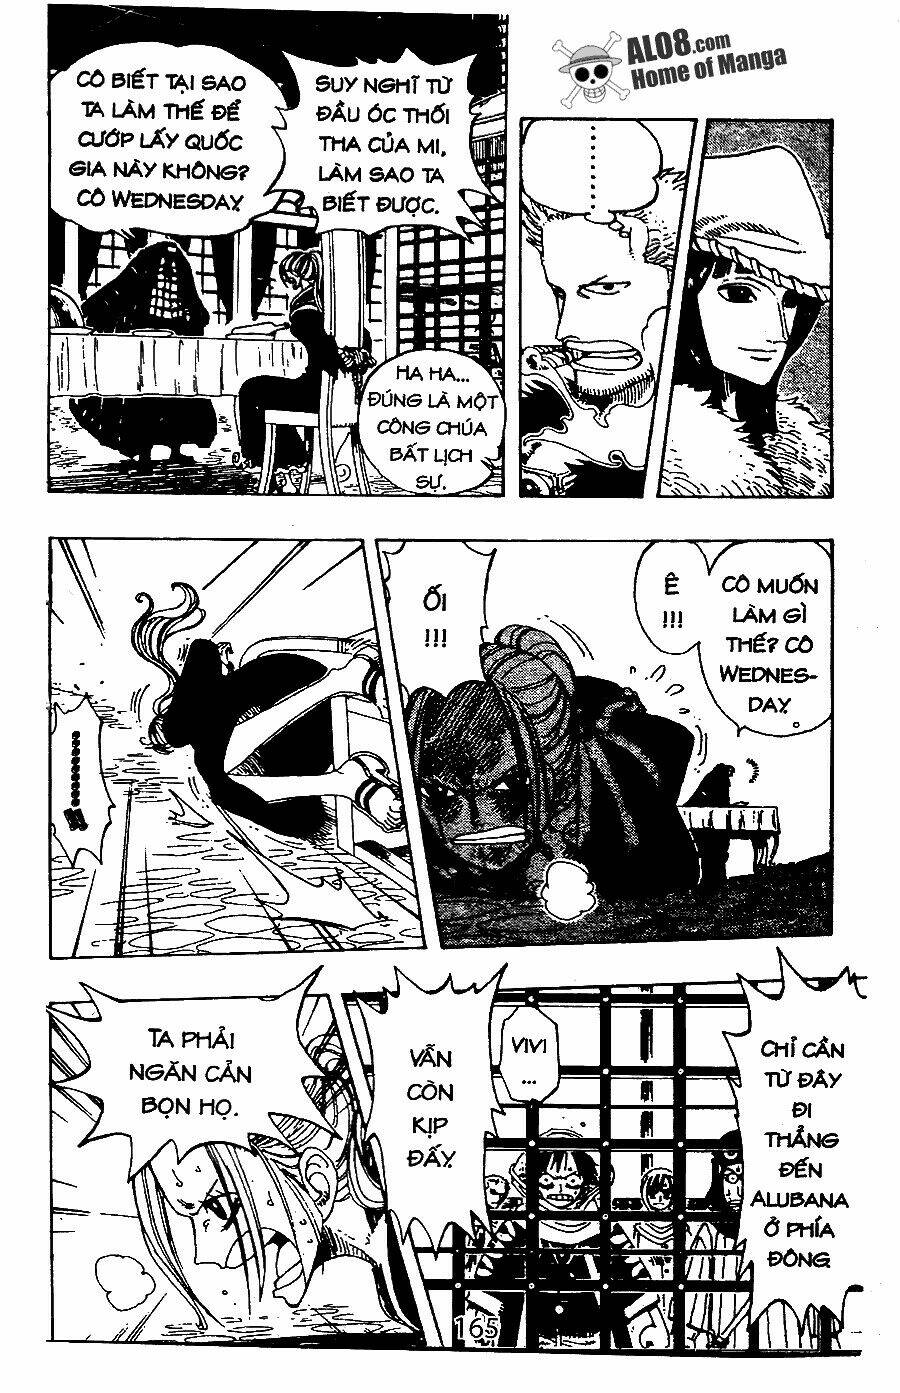 AL08.com
Home of Manga
CÔ BIẾT TẠI SAO
TA LÀM THẾ ĐỂ
CƯỚP LẤY QUỐC
GIA NÀY KHÔNG?
CÔ WEDNESDAY.
SUY NGHĨ TỪ
ĐẦU ÓC THỐI
THA CỦA MI,
LÀM SAO TA
BIẾT ĐƯỢC.
HA HA...
ĐÚNG LÀ MỘT
CÔNG CHÚA
BẤT LỊCH
SỰ.
.......
ỐI
!!!
Ê
!!!
CÔ MUỐN
LÀM GÌ
THẾ? CÔ
WEDNES-
DAY.
TA PHẢI
NGĂN CẢN
BỌN HỌ.
VẪN
CÒN
KỊP
ĐẤY.
VIVI
...
CHỈ CẦN
TỪ ĐÂY
ĐI
THẲNG
ĐẾN
ALUBANA
Ở PHÍA
ĐÔNG
165